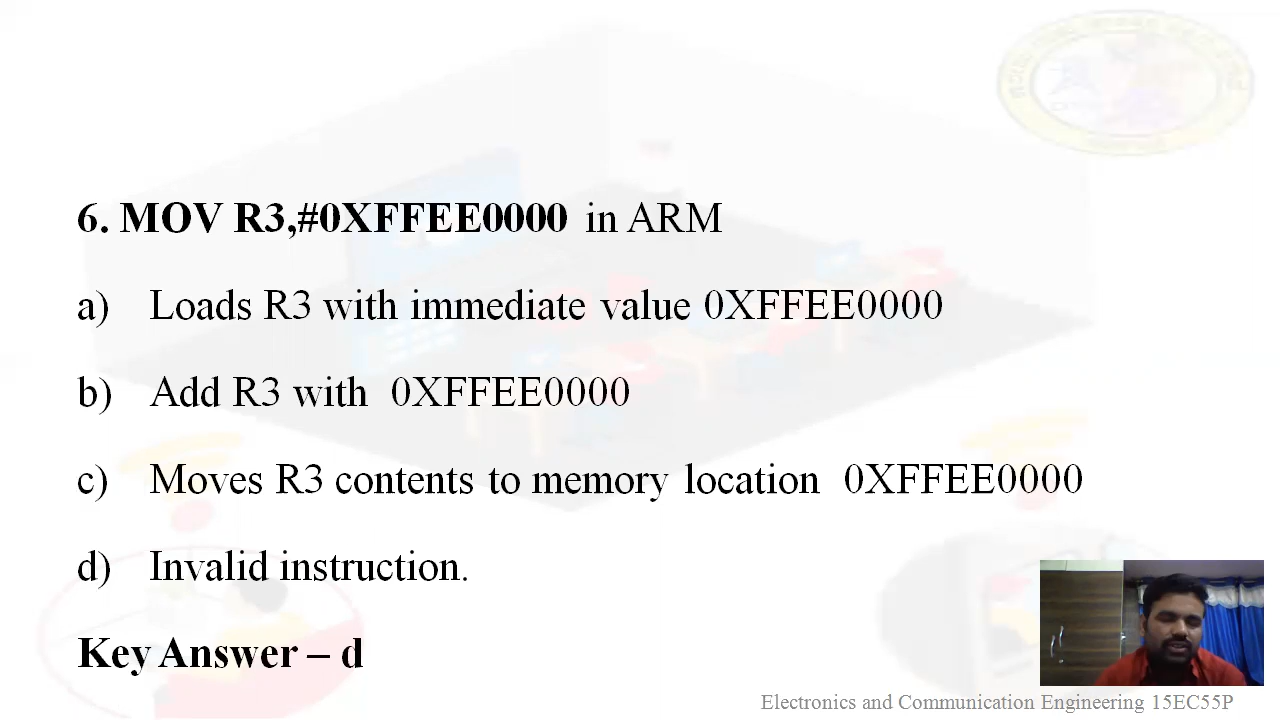 6. MOV R3,#0XFFEE0000 in ARM
a) Loads R3 with immediate value 0XFFEE0000
b) Add R3 with 0XFFEE0000
c) Moves R3 contents to memory location 0XFFEE0000
d) Invalid instruction.
Key Answer – d
Electronics and Communication Engineering 15EC55P